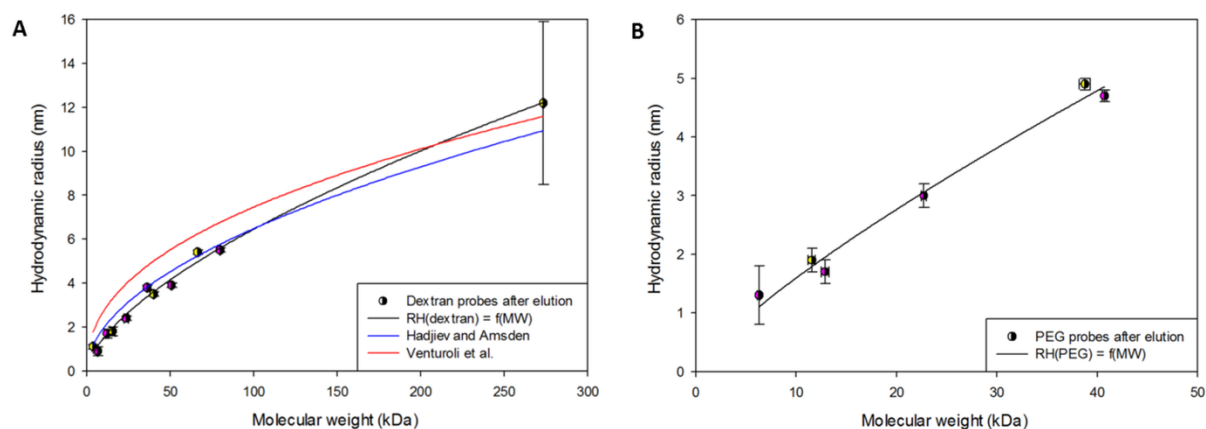 A
Hydrodynamic radius (nm)
16
14
12
10
8
6
4
2
0
0 50 100 150 200 250 300
Molecular weight (kDa)
Dextran probes after elution
RH(dextran) = f(MW)
Hadjiev and Amsden
Venturoli et al.
B
Hydrodynamic radius (nm)
6
5
4
3
2
1
0
0 10 20 30 40 50
Molecular weight (kDa)
PEG probes after elution
RH(PEG) = f(MW)